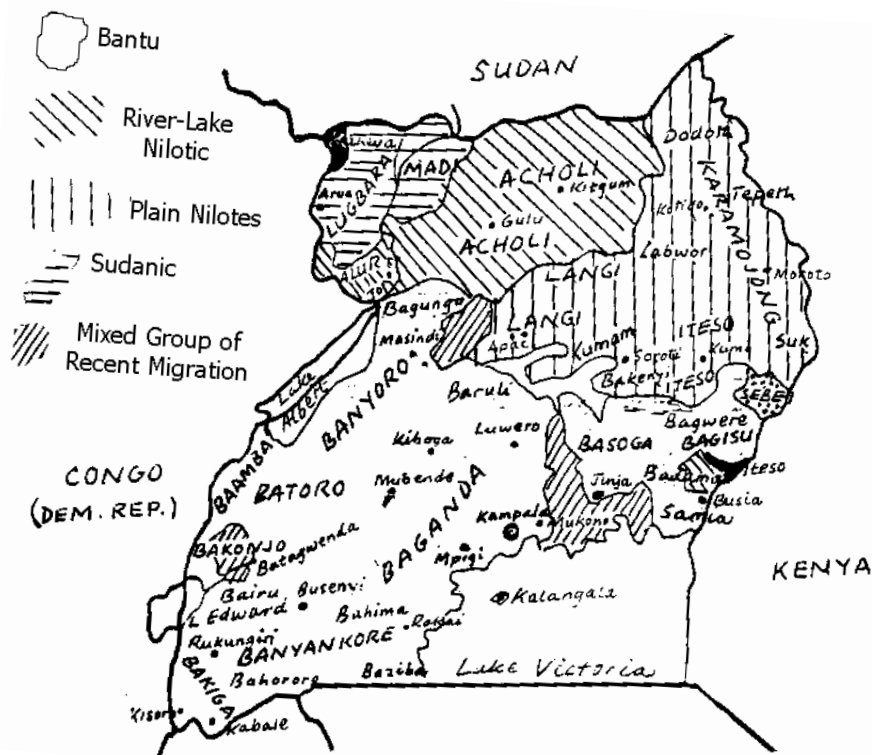 Bantu
River-Lake
Nilotic
Plain Nilotes
Sudanic
Mixed Group of
Recent Migration
SUDAN
Dodoth
MADI
ACHOLI
Kitgum
KARAMOJONG
Tepeth
Arua
LUGBARA
Kotido
Gulu
ACHOLI
Labwor
Moroto
ALUR
LANGI
JON
Bagungu
Masindi
LANGI
Apac
Kumam
ITESO
Suk
Soroti
Kumi
Bakenyi
ITESO
SEBEI
Lake
Albert
BANYORO
Baruli
Bagwere
BAGISU
BASOGA
Kiboga
Luwero
CONGO
(DEM. REP.)
BAAMBA
BATORO
Mubende
BAGANDA
Jinja
Iteso
Busia
Samia
Kampala
Mukono
BAKONJO
Batagwenda
Mpigi
KENYA
Bairu
Busenyi
L Edward
Buhima
Kalangala
Rukungiri
BANYANKORE
BAKIGA
Bahororo
Baziba
Lake Victoria
Kisoro
Kabale